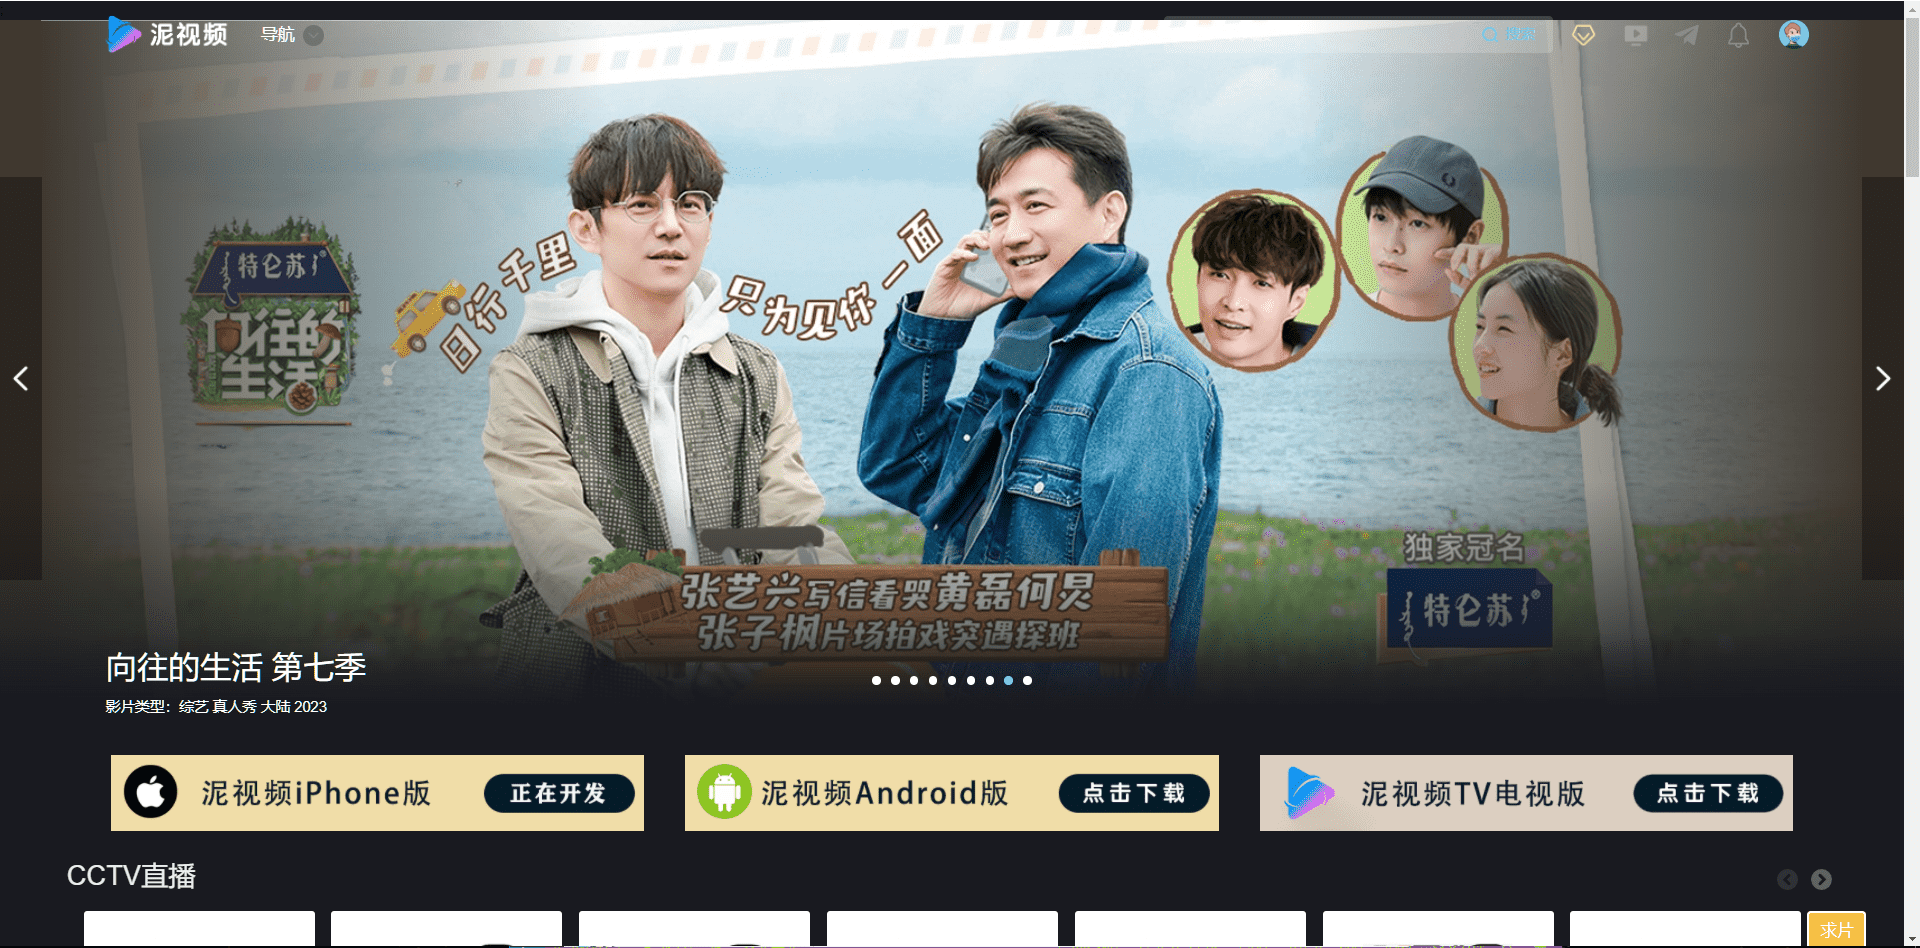 泥视频
导航
搜索
特仑苏
向往的
生活
日行千里
只为见你一面
独家冠名
特仑苏
张艺兴写信看哭黄磊何炅
张子枫片场拍戏突遇探班
向往的生活 第七季
影片类型：综艺 真人秀 大陆 2023
泥视频iPhone版
正在开发
泥视频Android版
点击下载
泥视频TV电视版
点击下载
CCTV直播
求片